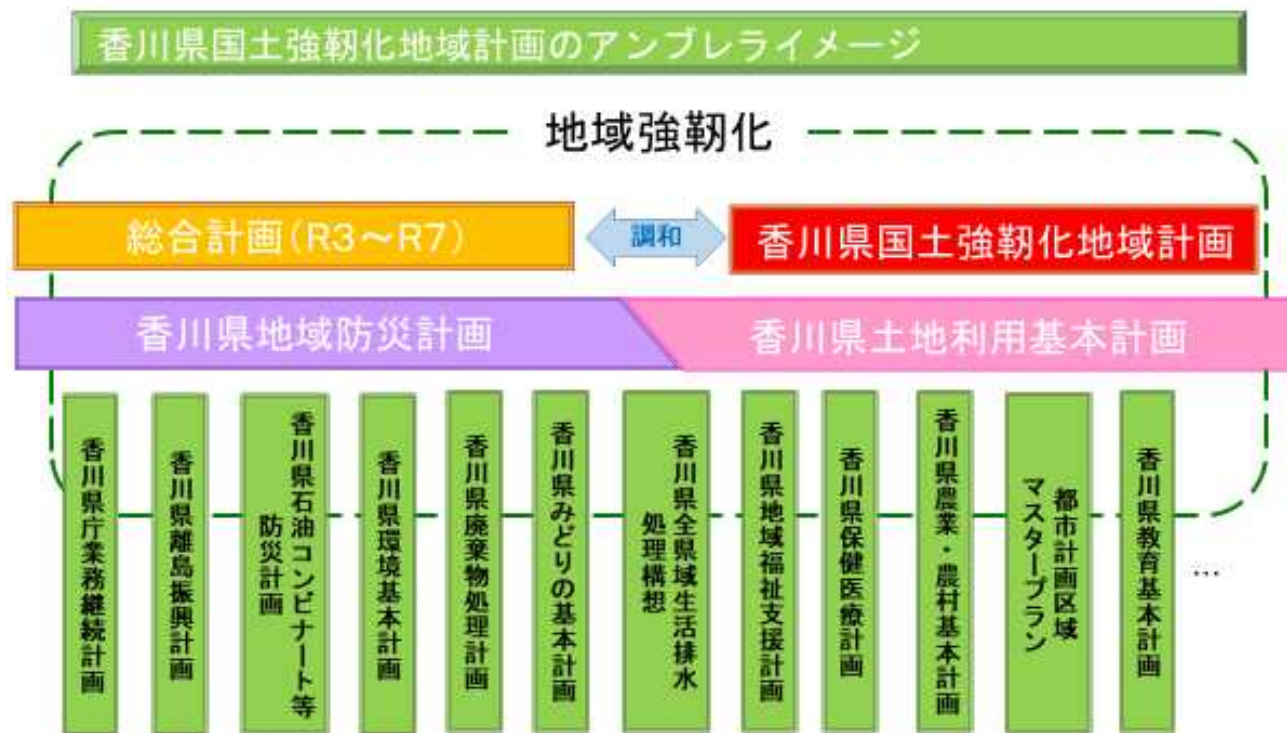 香川県国土強靭化地域計画のアンブレライメージ
地域強靭化
総合計画（R3～R7）
調和
香川県国土強靭化地域計画
香川県地域防災計画
香川県土地利用基本計画
香川県庁業務継続計画
香川県離島振興計画
香川県石油コンビナート等
防災計画
香川県環境基本計画
香川県廃棄物処理計画
香川県みどりの基本計画
香川県全県域生活排水
処理構想
香川県地域福祉支援計画
香川県保健医療計画
香川県農業・農村基本計画
都市計画区域
マスタープラン
香川県教育基本計画
…